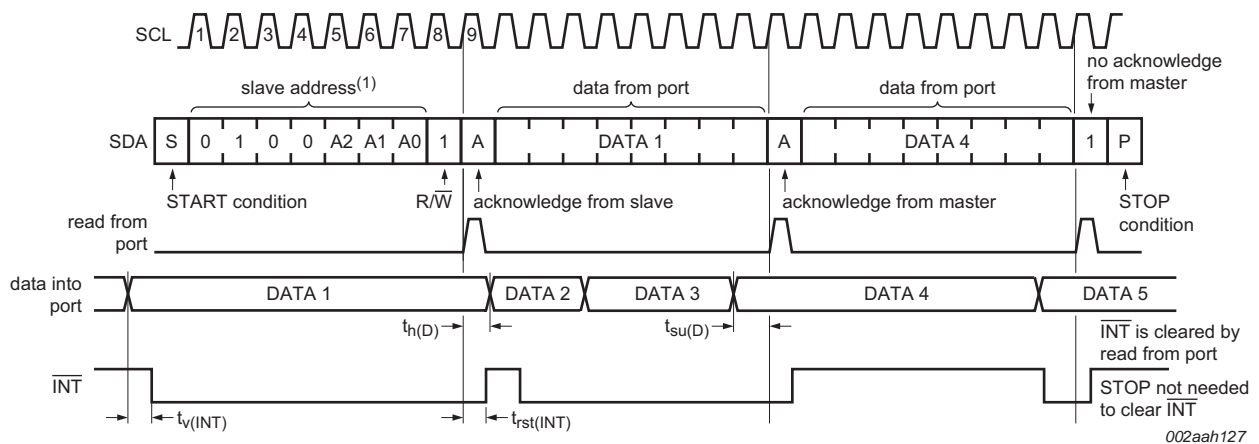 SCL 1 2 3 4 5 6 7 8 9
no acknowledge
from master
slave address(1) data from port data from port
SDA S 0 1 0 0 A2 A1 A0 1 A DATA 1 A DATA 4 1 P
START condition R/W̅ acknowledge from slave acknowledge from master STOP
condition
read from
port
data into
port
DATA 1 DATA 2 DATA 3 DATA 4 DATA 5
th(D) tsu(D)
I̅N̅T̅ is cleared by
read from port
I̅N̅T̅
STOP not needed
to clear I̅N̅T̅
tv(INT) trst(INT)
002aah127